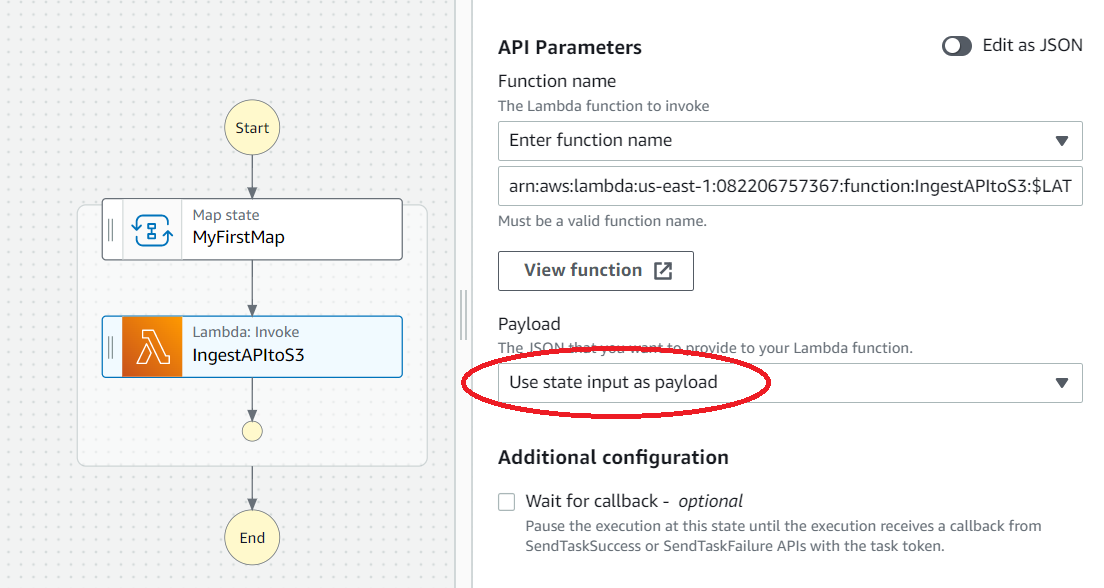 Start
Map state
MyFirstMap
Lambda: Invoke
IngestAPItoS3
End
API Parameters
Edit as JSON
Function name
The Lambda function to invoke
Enter function name
arn:aws:lambda:us-east-1:082206757367:function:IngestAPItoS3:$LAT
Must be a valid function name.
View function
Payload
The JSON that you want to provide to your Lambda function.
Use state input as payload
Additional configuration
Wait for callback - optional
Pause the execution at this state until the execution receives a callback from
SendTaskSuccess or SendTaskFailure APIs with the task token.